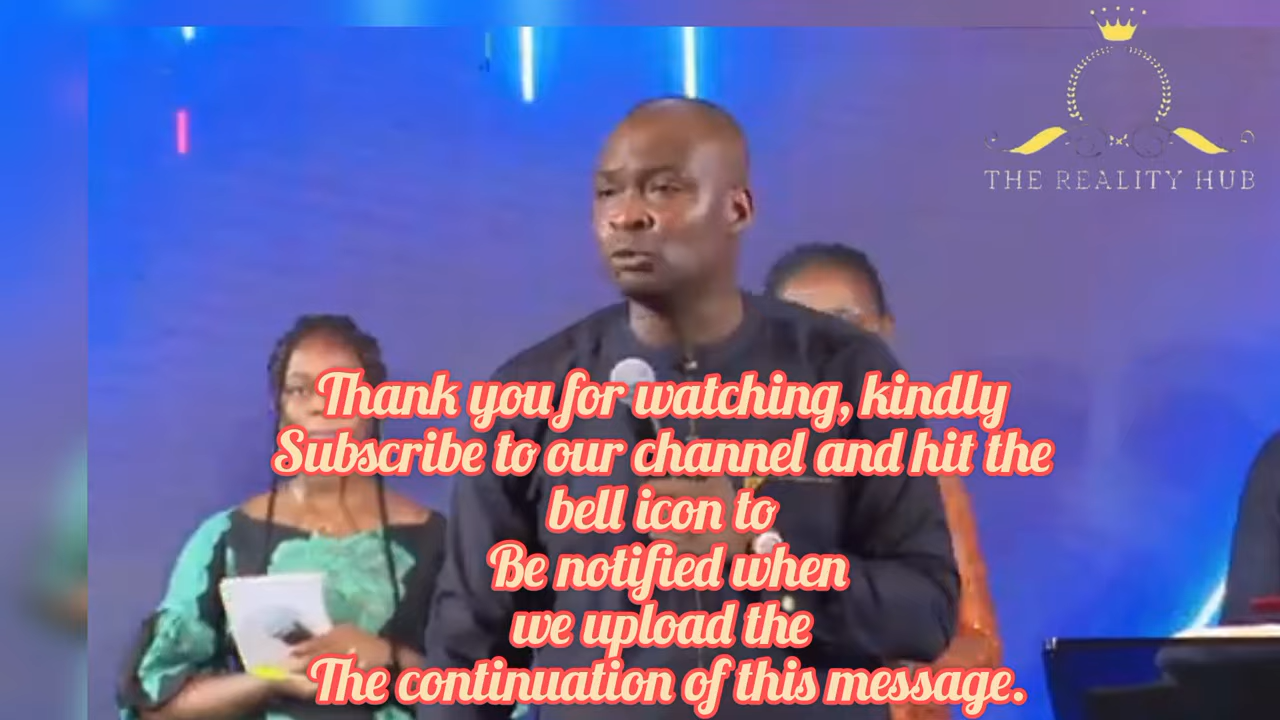 THE REALITY HUB
Thank you for watching, kindly
Subscribe to our channel and hit the
bell icon to
Be notified when
we upload the
The continuation of this message.